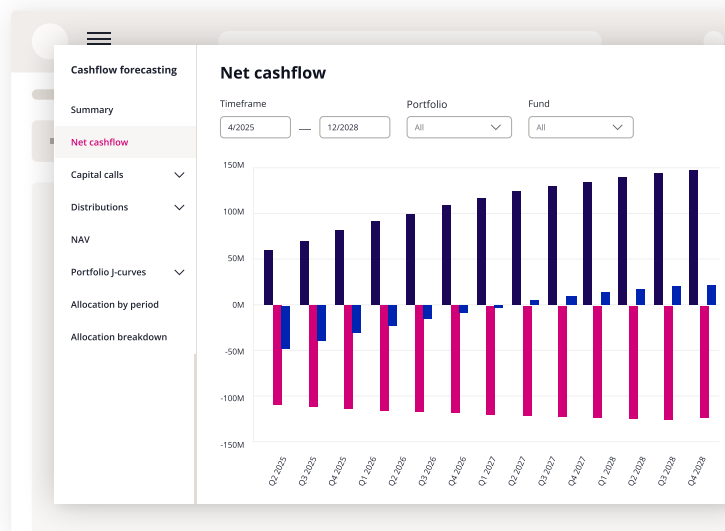 Cashflow forecasting
Summary
Net cashflow
Capital calls
Distributions
NAV
Portfolio J-curves
Allocation by period
Allocation breakdown
Net cashflow
Timeframe
Portfolio
Fund
4/2025
—
12/2028
All
All
150M
100M
50M
0M
-50M
-100M
-150M
Q2 2025
Q3 2025
Q4 2025
Q1 2026
Q2 2026
Q3 2026
Q4 2026
Q1 2027
Q2 2027
Q3 2027
Q4 2027
Q1 2028
Q2 2028
Q3 2028
Q4 2028